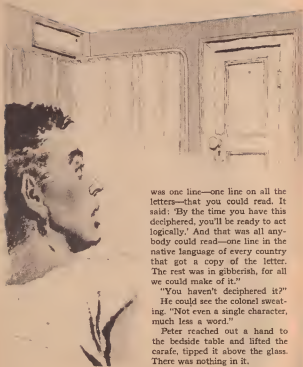 was one line—one line on all the
letters—that you could read. It
said: 'By the time you have this
deciphered, you'll be ready to act
logically.' And that was all any-
body could read—one line in the
native language of every country
that got a copy of the letter.
The rest was in gibberish, for all
we could make of it."
"You haven't deciphered it?"
He could see the colonel sweat-
ing. "Not even a single character,
much less a word."
Peter reached out a hand to
the bedside table and lifted the
carafe, tipped it above the glass.
There was nothing in it.